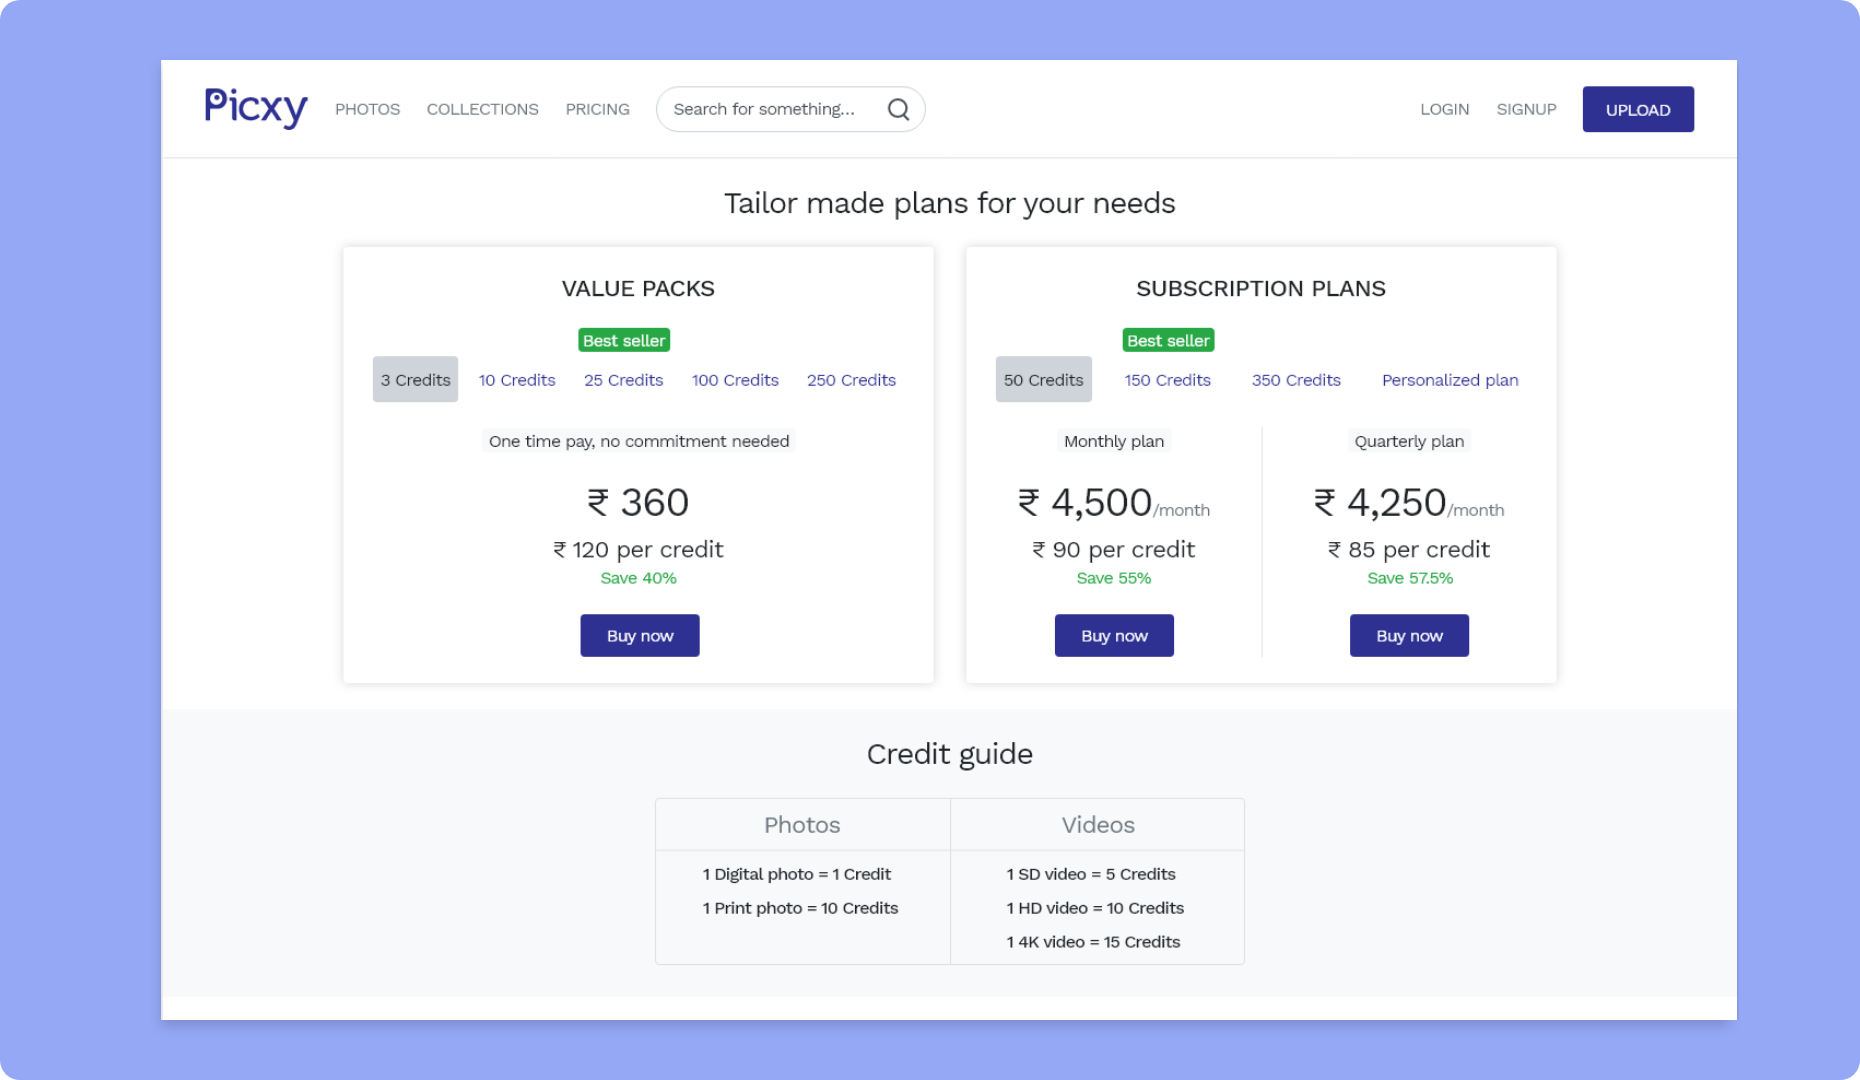 Picxy PHOTOS COLLECTIONS PRICING Search for something... LOGIN SIGNUP UPLOAD
Tailor made plans for your needs
VALUE PACKS
Best seller
3 Credits 10 Credits 25 Credits 100 Credits 250 Credits
One time pay, no commitment needed
₹ 360
₹ 120 per credit
Save 40%
Buy now
SUBSCRIPTION PLANS
Best seller
50 Credits 150 Credits 350 Credits Personalized plan
Monthly plan
₹ 4,500/month
₹ 90 per credit
Save 55%
Buy now
Quarterly plan
₹ 4,250/month
₹ 85 per credit
Save 57.5%
Buy now
Credit guide
Photos
1 Digital photo = 1 Credit
1 Print photo = 10 Credits
Videos
1 SD video = 5 Credits
1 HD video = 10 Credits
1 4K video = 15 Credits